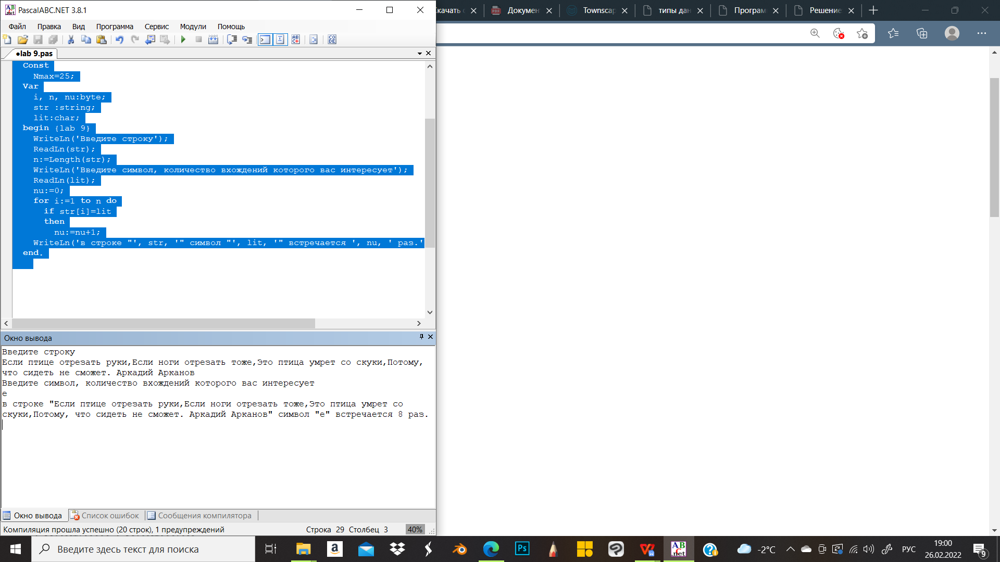 PascalABC.NET 3.8.1
Скачать
Докумен
Townscap
типы дан
Програм
Решение
Файл Правка Вид Программа Сервис Модули Помощь
•lab 9.pas
Const
Nmax=25;
Var
i, n, nu:byte;
str :string;
lit:char;
begin {lab 9}
WriteLn('Введите строку');
ReadLn(str);
n:=Length(str);
WriteLn('Введите символ, количество вхождений которого вас интересует');
ReadLn(lit);
nu:=0;
for i:=1 to n do
if str[i]=lit
then
nu:=nu+1;
WriteLn('в строке "', str, '" символ "', lit, '" встречается ', nu, ' раз.'
end.
Окно вывода
Введите строку
Если птице отрезать руки,Если ноги отрезать тоже,Это птица умрет со скуки,Потому,
что сидеть не сможет. Аркадий Арканов
Введите символ, количество вхождений которого вас интересует
е
в строке "Если птице отрезать руки,Если ноги отрезать тоже,Это птица умрет со
скуки,Потому, что сидеть не сможет. Аркадий Арканов" символ "е" встречается 8 раз.
Окно вывода Список ошибок Сообщения компилятора
Компиляция прошла успешно (20 строк), 1 предупреждений Строка 29 Столбец 3 40%
Введите здесь текст для поиска
-2°C
РУС
19:00
26.02.2022
9